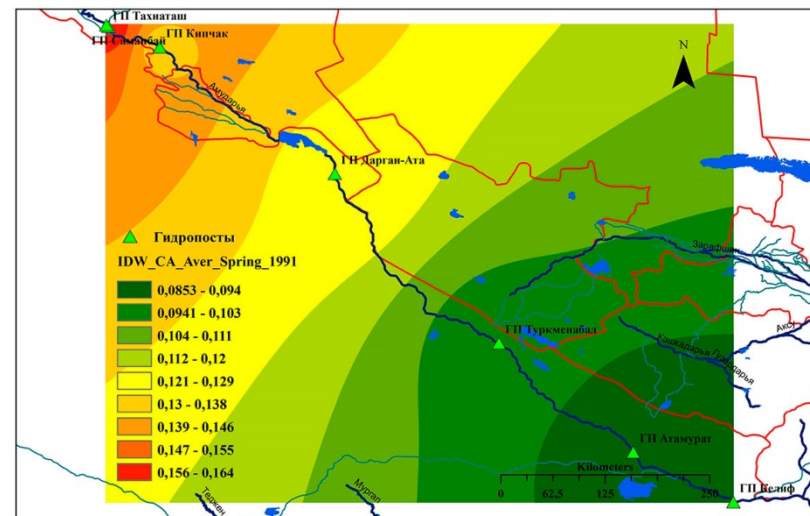 ГП Тахиаташ
ГП Саманбай
ГП Кипчак
N
Амударья
ГП Дарган-Ата
Гидропосты
IDW_CA_Aver_Spring_1991
0,0853 - 0,094
0,0941 - 0,103
0,104 - 0,111
0,112 - 0,12
0,121 - 0,129
0,13 - 0,138
0,139 - 0,146
0,147 - 0,155
0,156 - 0,164
Зарафшан
ГП Туркменабад
Аксу
Кашкадарья
ГП Атамурат
Kilometers
0 62,5 125 250
ГП Келиф
Теджен
Мургап